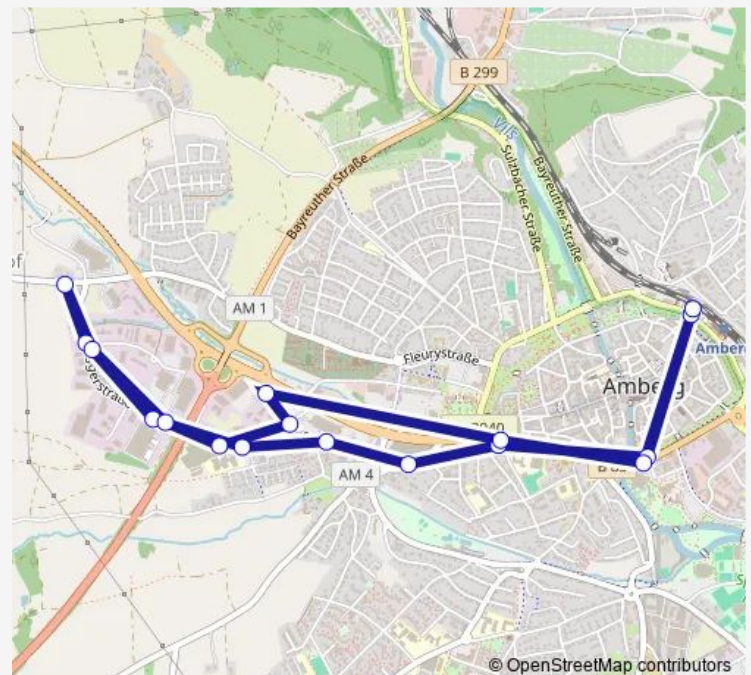 B 299
Vils
Bayreuther Straße
Sulzbacher Straße
Bayreuther Straße
AM 1
Fleurystraße
Amberg
AM 4
© OpenStreetMap contributors